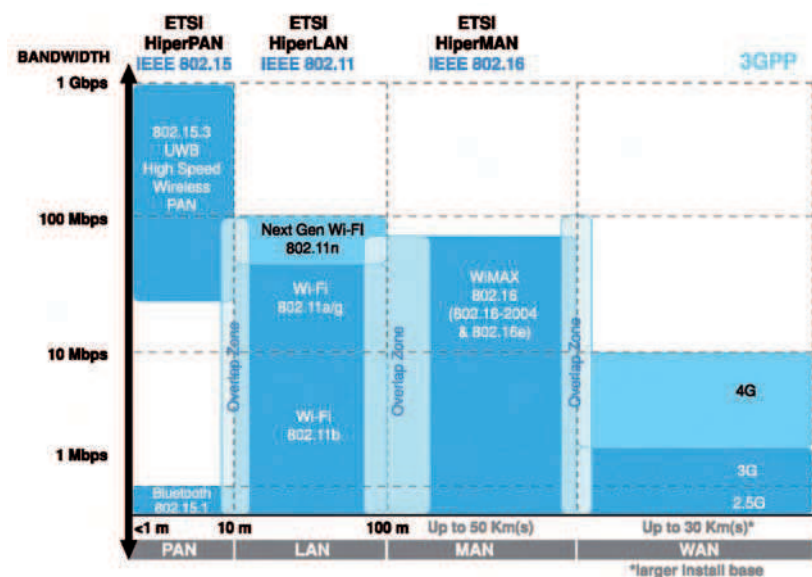 ETSI
HiperPAN
IEEE 802.15
ETSI
HiperLAN
IEEE 802.11
ETSI
HiperMAN
IEEE 802.16
3GPP
BANDWIDTH
1 Gbps
100 Mbps
10 Mbps
1 Mbps
802.15.3
UWB
High Speed
Wireless
PAN
Bluetooth
802.15.1
Overlap Zone
Next Gen Wi-FI
802.11n
Wi-Fi
802.11a/g
Wi-Fi
802.11b
Overlap Zone
WiMAX
802.16
(802.16-2004
& 802.16e)
Overlap Zone
4G
3G
2.5G
<1 m
10 m
100 m
Up to 50 Km(s)
Up to 30 Km(s)*
PAN
LAN
MAN
WAN
*larger Install base